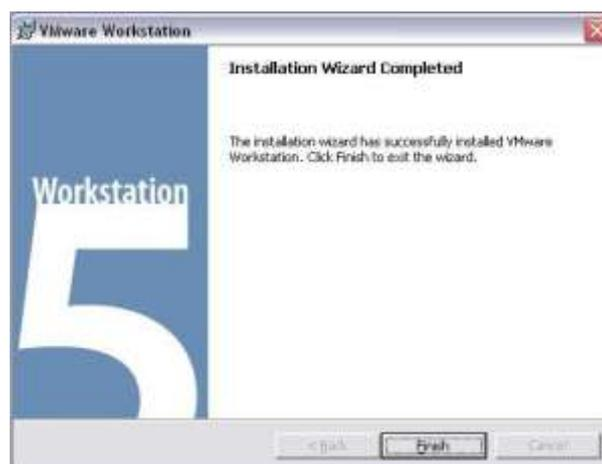 VMware Workstation
Installation Wizard Completed
The installation wizard has successfully installed VMware
Workstation. Click Finish to exit the wizard.
Workstation
5
< Back
Finish
Cancel